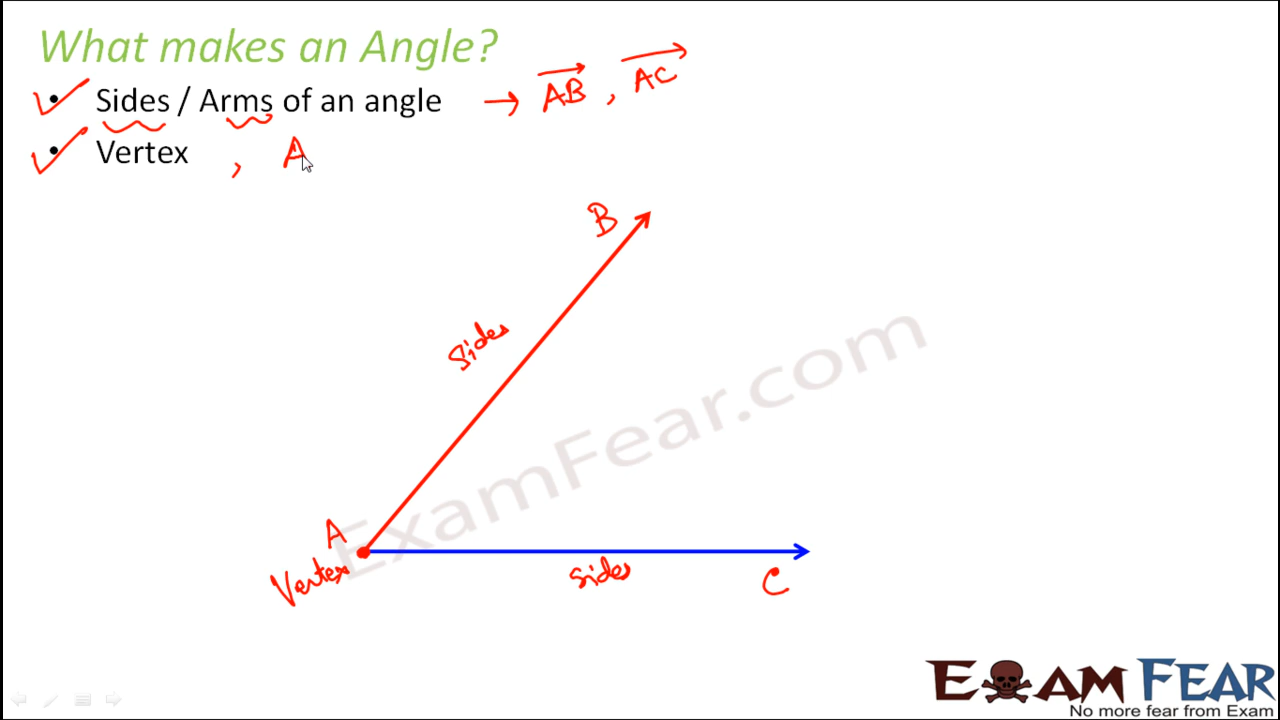 What makes an Angle?
• Sides / Arms of an angle → AB , AC
• Vertex , A
B
Sides
ExamFear.com
A
Vertex
Sides
C
EXAM FEAR
No more fear from Exam